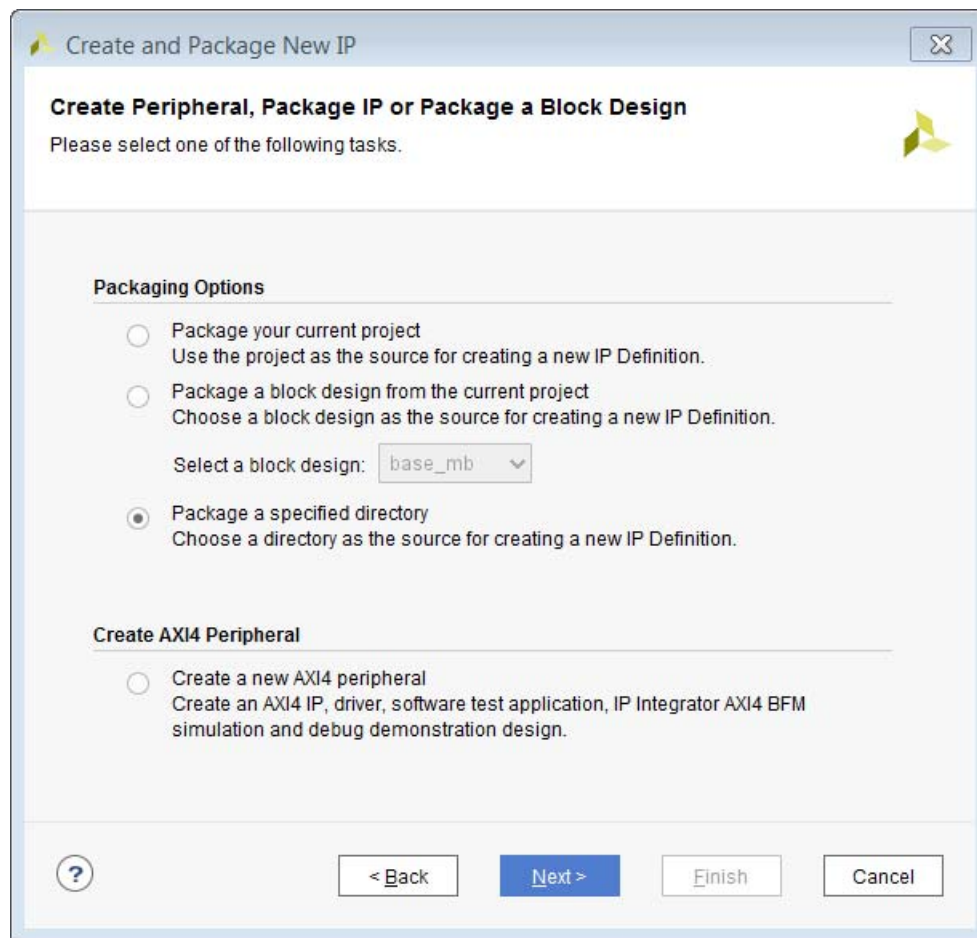 Create and Package New IP
Create Peripheral, Package IP or Package a Block Design
Please select one of the following tasks.
Packaging Options
Package your current project
Use the project as the source for creating a new IP Definition.
Package a block design from the current project
Choose a block design as the source for creating a new IP Definition.
Select a block design: base_mb
Package a specified directory
Choose a directory as the source for creating a new IP Definition.
Create AXI4 Peripheral
Create a new AXI4 peripheral
Create an AXI4 IP, driver, software test application, IP Integrator AXI4 BFM
simulation and debug demonstration design.
? < Back Next > Finish Cancel